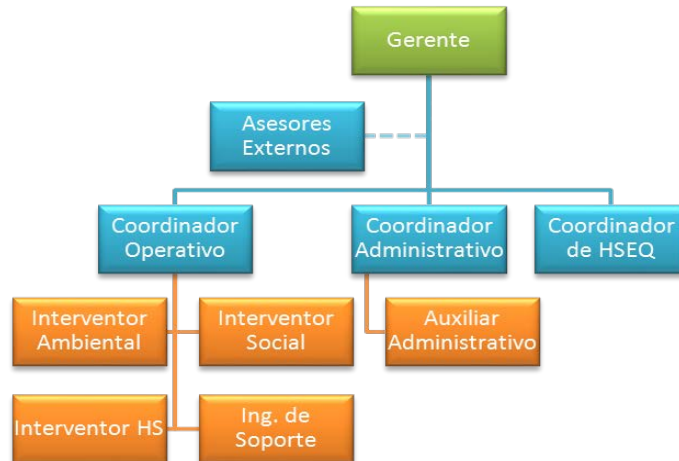 Gerente
Asesores
Externos
Coordinador
Operativo
Coordinador
Administrativo
Coordinador
de HSEQ
Interventor
Ambiental
Interventor
Social
Auxiliar
Administrativo
Interventor HS
Ing. de
Soporte